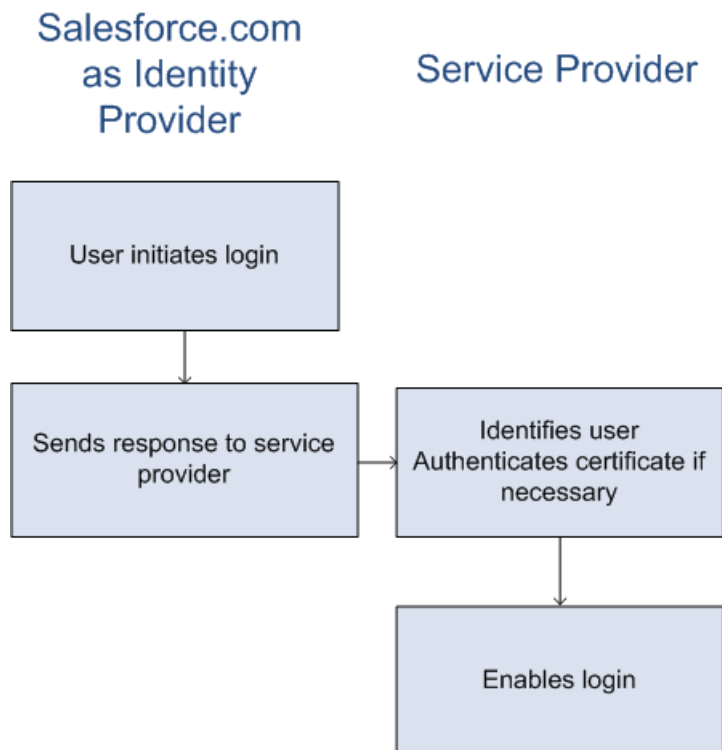 Salesforce.com
as Identity
Provider
Service Provider
User initiates login
Sends response to service
provider
Identifies user
Authenticates certificate if
necessary
Enables login